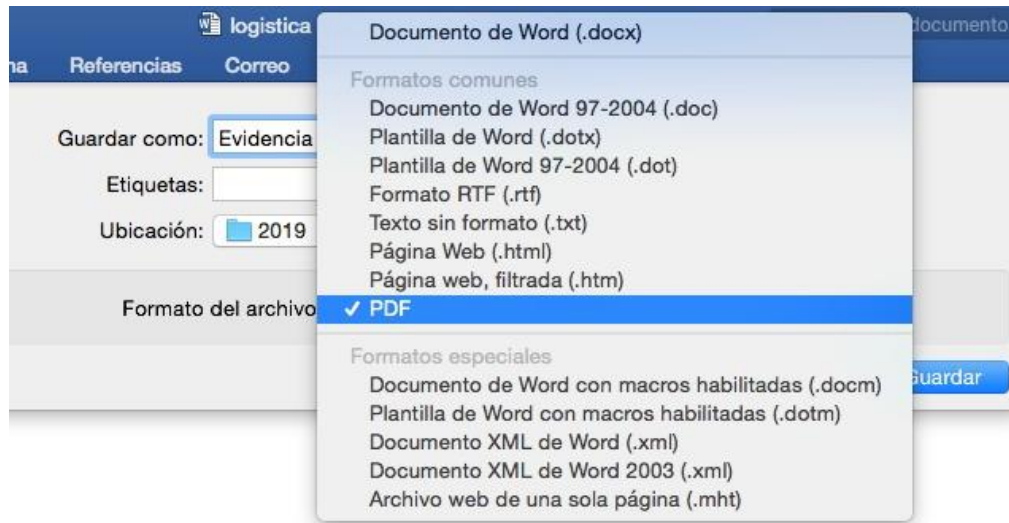 logistica
documento
na Referencias Correo
Guardar como: Evidencia
Etiquetas:
Ubicación: 2019
Formato del archivo
Documento de Word (.docx)
Formatos comunes
Documento de Word 97-2004 (.doc)
Plantilla de Word (.dotx)
Plantilla de Word 97-2004 (.dot)
Formato RTF (.rtf)
Texto sin formato (.txt)
Página Web (.html)
Página web, filtrada (.htm)
✓ PDF
Formatos especiales
Documento de Word con macros habilitadas (.docm)
Plantilla de Word con macros habilitadas (.dotm)
Documento XML de Word (.xml)
Documento XML de Word 2003 (.xml)
Archivo web de una sola página (.mht)
Guardar